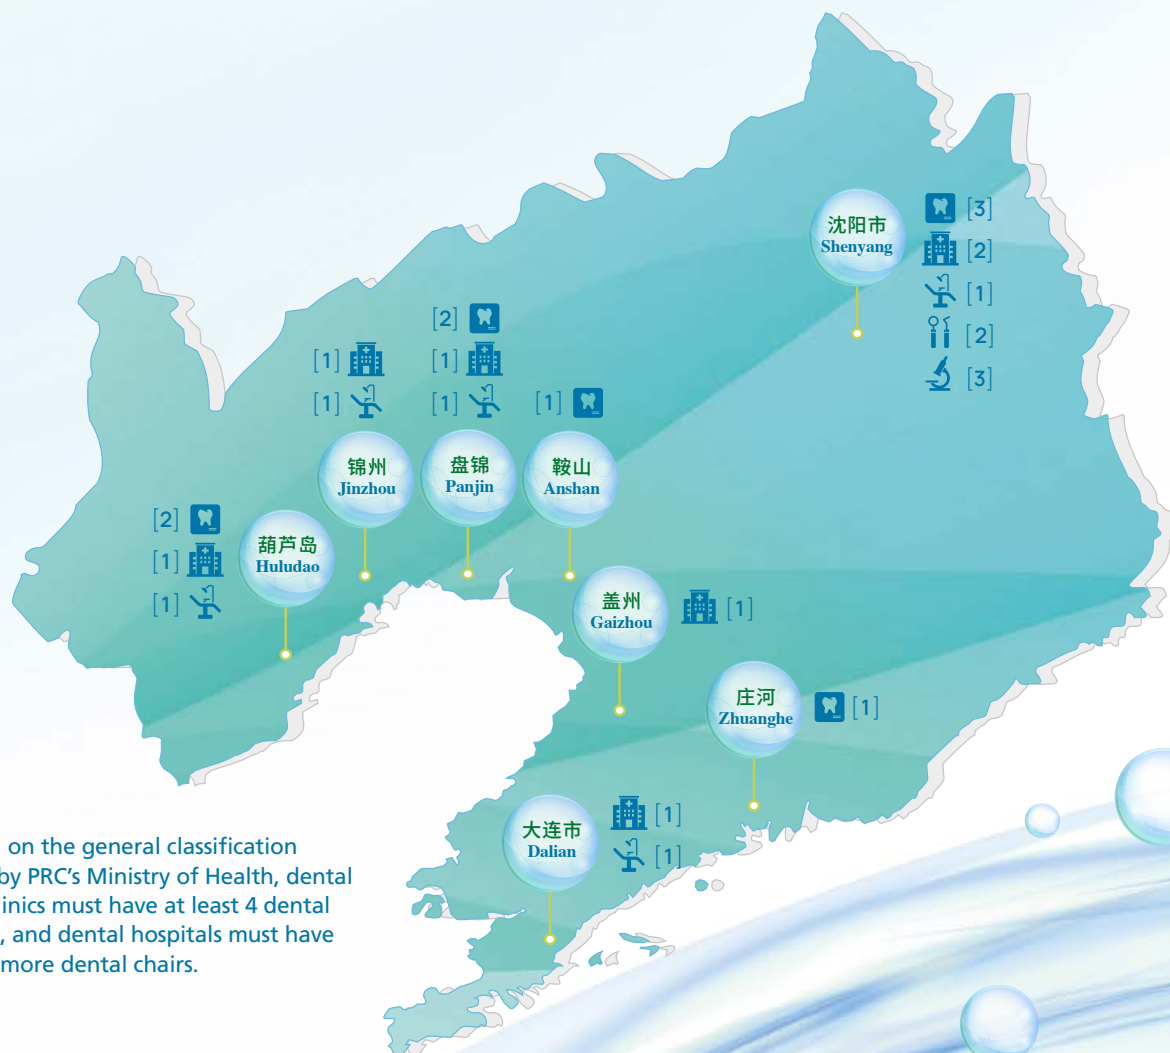 沈阳市
Shenyang
[3]
[2]
[1]
[2]
[3]
[2]
[1]
[1]
[1]
[1]
[1]
锦州
Jinzhou
盘锦
Panjin
鞍山
Anshan
[2]
[1]
[1]
葫芦岛
Huludao
盖州
Gaizhou
[1]
庄河
Zhuanghe
[1]
大连市
Dalian
[1]
[1]
on the general classification
by PRC's Ministry of Health, dental
linics must have at least 4 dental
, and dental hospitals must have
more dental chairs.